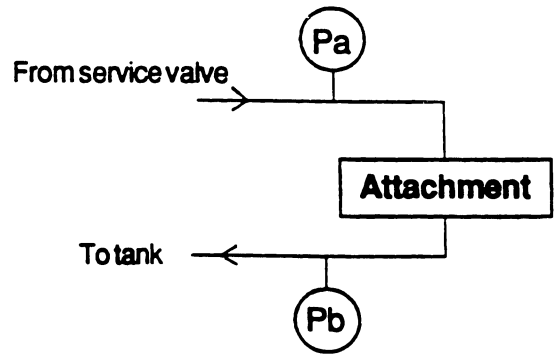 Pa
From service valve
Attachment
To tank
Pb